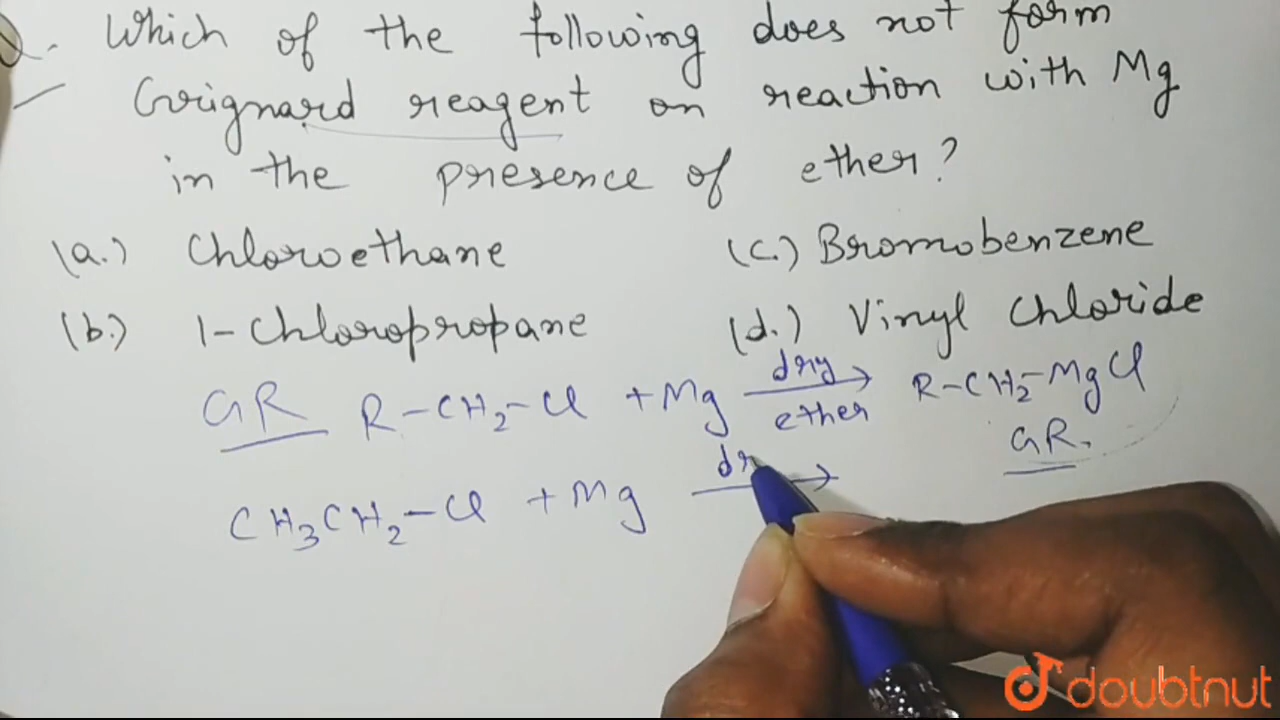 Q. Which of the following does not form
Grignard reagent on reaction with Mg
in the presence of ether?
(a.) Chloroethane
(c.) Bromobenzene
(b.) 1-Chloropropane
(d.) Vinyl Chloride
GR R-CH₂-Cl + Mg dry ether → R-CH₂-MgCl
GR.
CH₃CH₂-Cl + Mg →
doubtnut